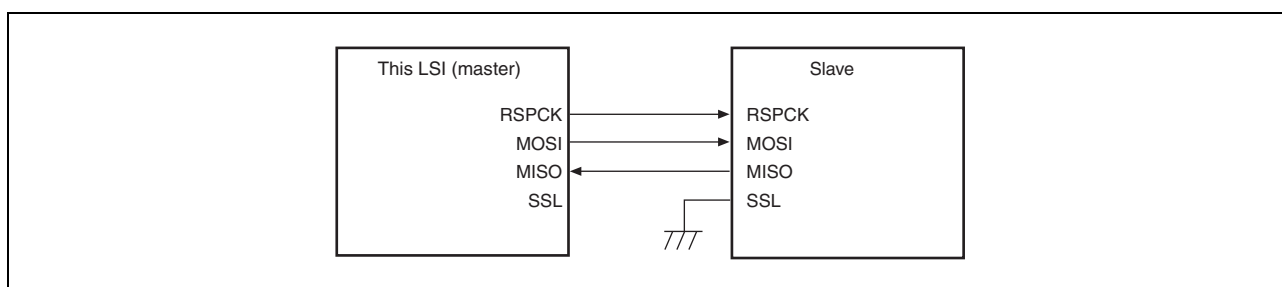 This LSI (master)
RSPCK
MOSI
MISO
SSL
Slave
RSPCK
MOSI
MISO
SSL